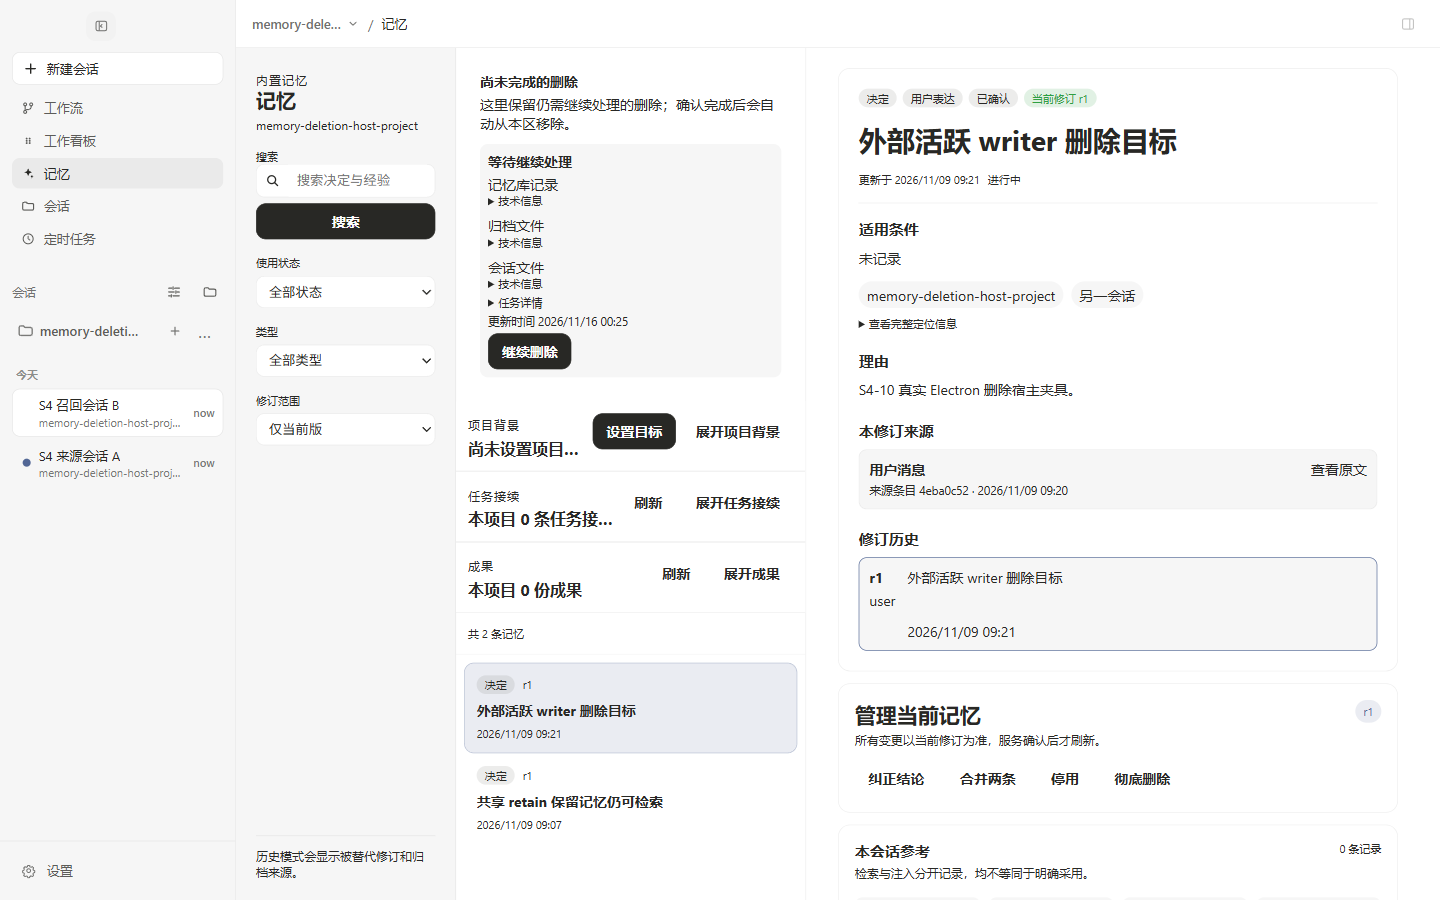 memory-dele...
/
记忆
新建会话
工作流
工作看板
记忆
会话
定时任务
会话
memory-deleti...
今天
S4 召回会话 B
memory-deletion-host-proj...
now
S4 来源会话 A
memory-deletion-host-proj...
now
设置
内置记忆
记忆
memory-deletion-host-project
搜索
搜索决定与经验
搜索
使用状态
全部状态
类型
全部类型
修订范围
仅当前版
历史模式会显示被替代修订和归
档来源。
尚未完成的删除
这里保留仍需继续处理的删除；确认完成后会自
动从本区移除。
等待继续处理
记忆库记录
技术信息
归档文件
技术信息
会话文件
技术信息
任务详情
更新时间 2026/11/16 00:25
继续删除
项目背景
尚未设置项目...
设置目标
展开项目背景
任务接续
本项目 0 条任务接...
刷新
展开任务接续
成果
本项目 0 份成果
刷新
展开成果
共 2 条记忆
决定 r1
外部活跃 writer 删除目标
2026/11/09 09:21
决定 r1
共享 retain 保留记忆仍可检索
2026/11/09 09:07
决定 用户表达 已确认 当前修订 r1
外部活跃 writer 删除目标
更新于 2026/11/09 09:21 进行中
适用条件
未记录
memory-deletion-host-project 另一会话
查看完整定位信息
理由
S4-10 真实 Electron 删除宿主夹具。
本修订来源
用户消息
查看原文
来源条目 4eba0c52 · 2026/11/09 09:20
修订历史
r1 外部活跃 writer 删除目标
user
2026/11/09 09:21
管理当前记忆
r1
所有变更以当前修订为准，服务确认后才刷新。
纠正结论 合并两条 停用 彻底删除
本会话参考
0 条记录
检索与注入分开记录，均不等同于明确采用。